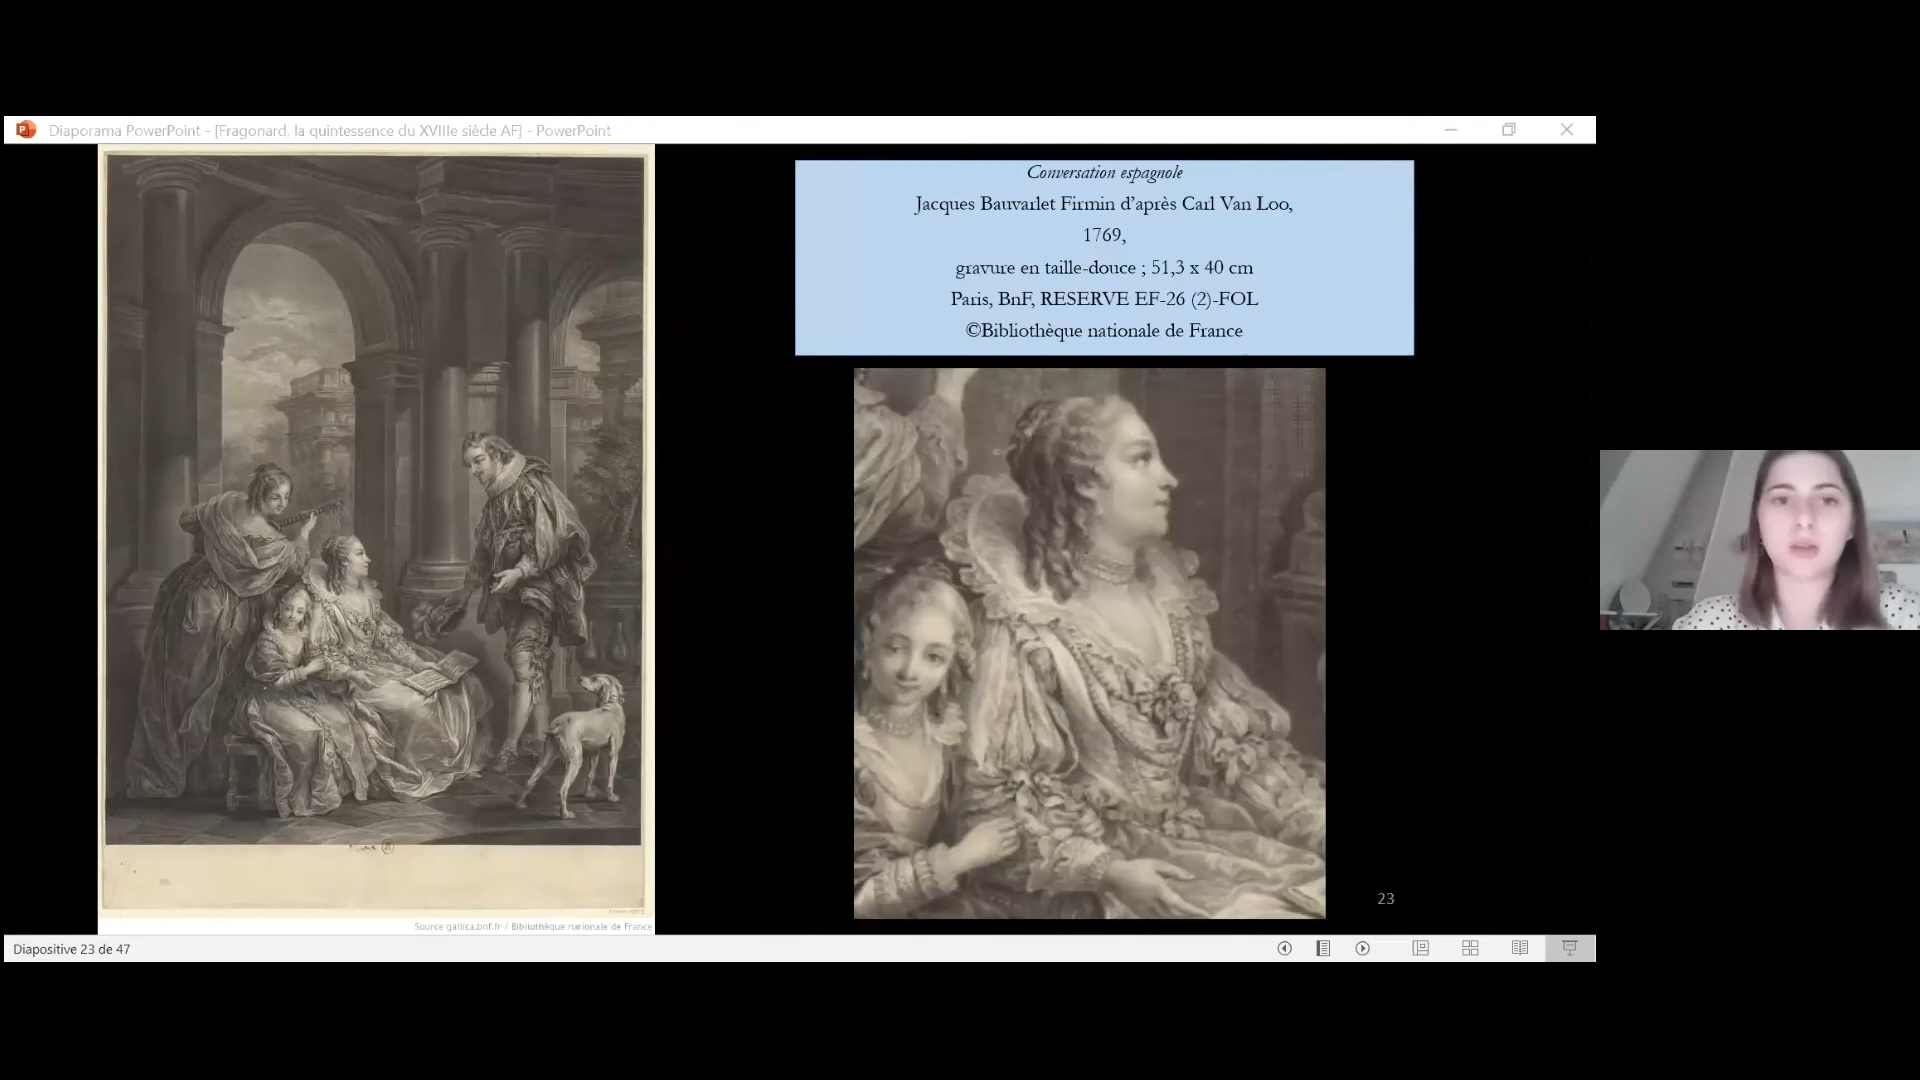 Diaporama PowerPoint - [Fragonard, la quintessence du XVIIIe siècle AF] - PowerPoint
Conversation espagnole
Jacques Bauvarlet Firmin d'après Carl Van Loo,
1769,
gravure en taille-douce ; 51,3 x 40 cm
Paris, BnF, RESERVE EF-26 (2)-FOL
©Bibliothèque nationale de France
23
Source gallica.bnf.fr / Bibliothèque nationale de France
Diapositive 23 de 47